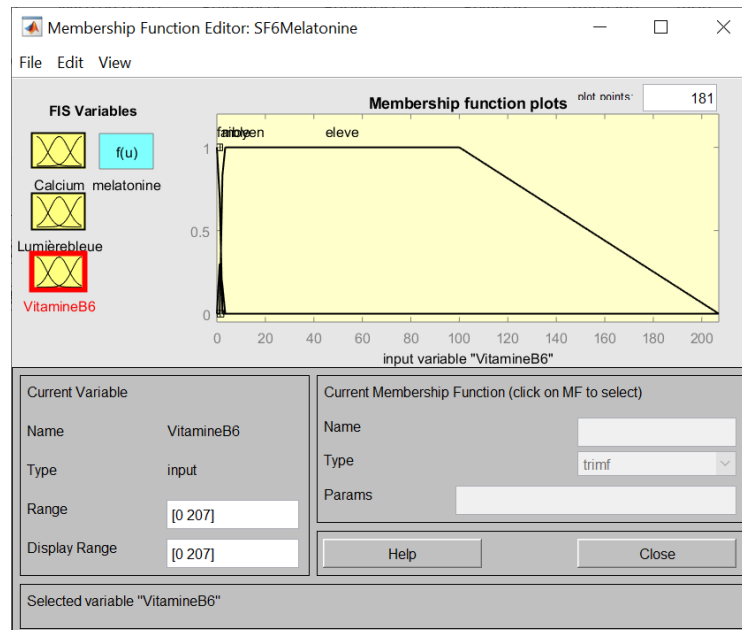 Membership Function Editor: SF6Melatonine
File Edit View
FIS Variables
f(u)
Calcium melatonine
Lumièrebleue
VitamineB6
Membership function plots
plot points:
181
eleve
1
0.5
0
0 20 40 60 80 100 120 140 160 180 200
input variable "VitamineB6"
Current Variable
Name VitamineB6
Type input
Range [0 207]
Display Range [0 207]
Current Membership Function (click on MF to select)
Name
Type trimf
Params
Help Close
Selected variable "VitamineB6"